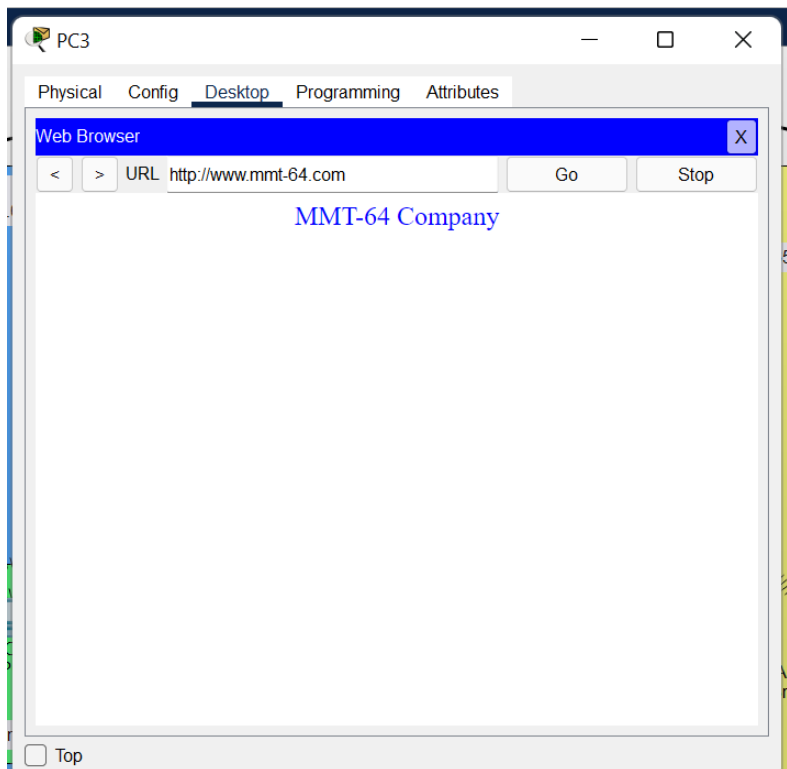 PC3
Physical Config Desktop Programming Attributes
Web Browser X
< > URL http://www.mmt-64.com Go Stop
MMT-64 Company
Top